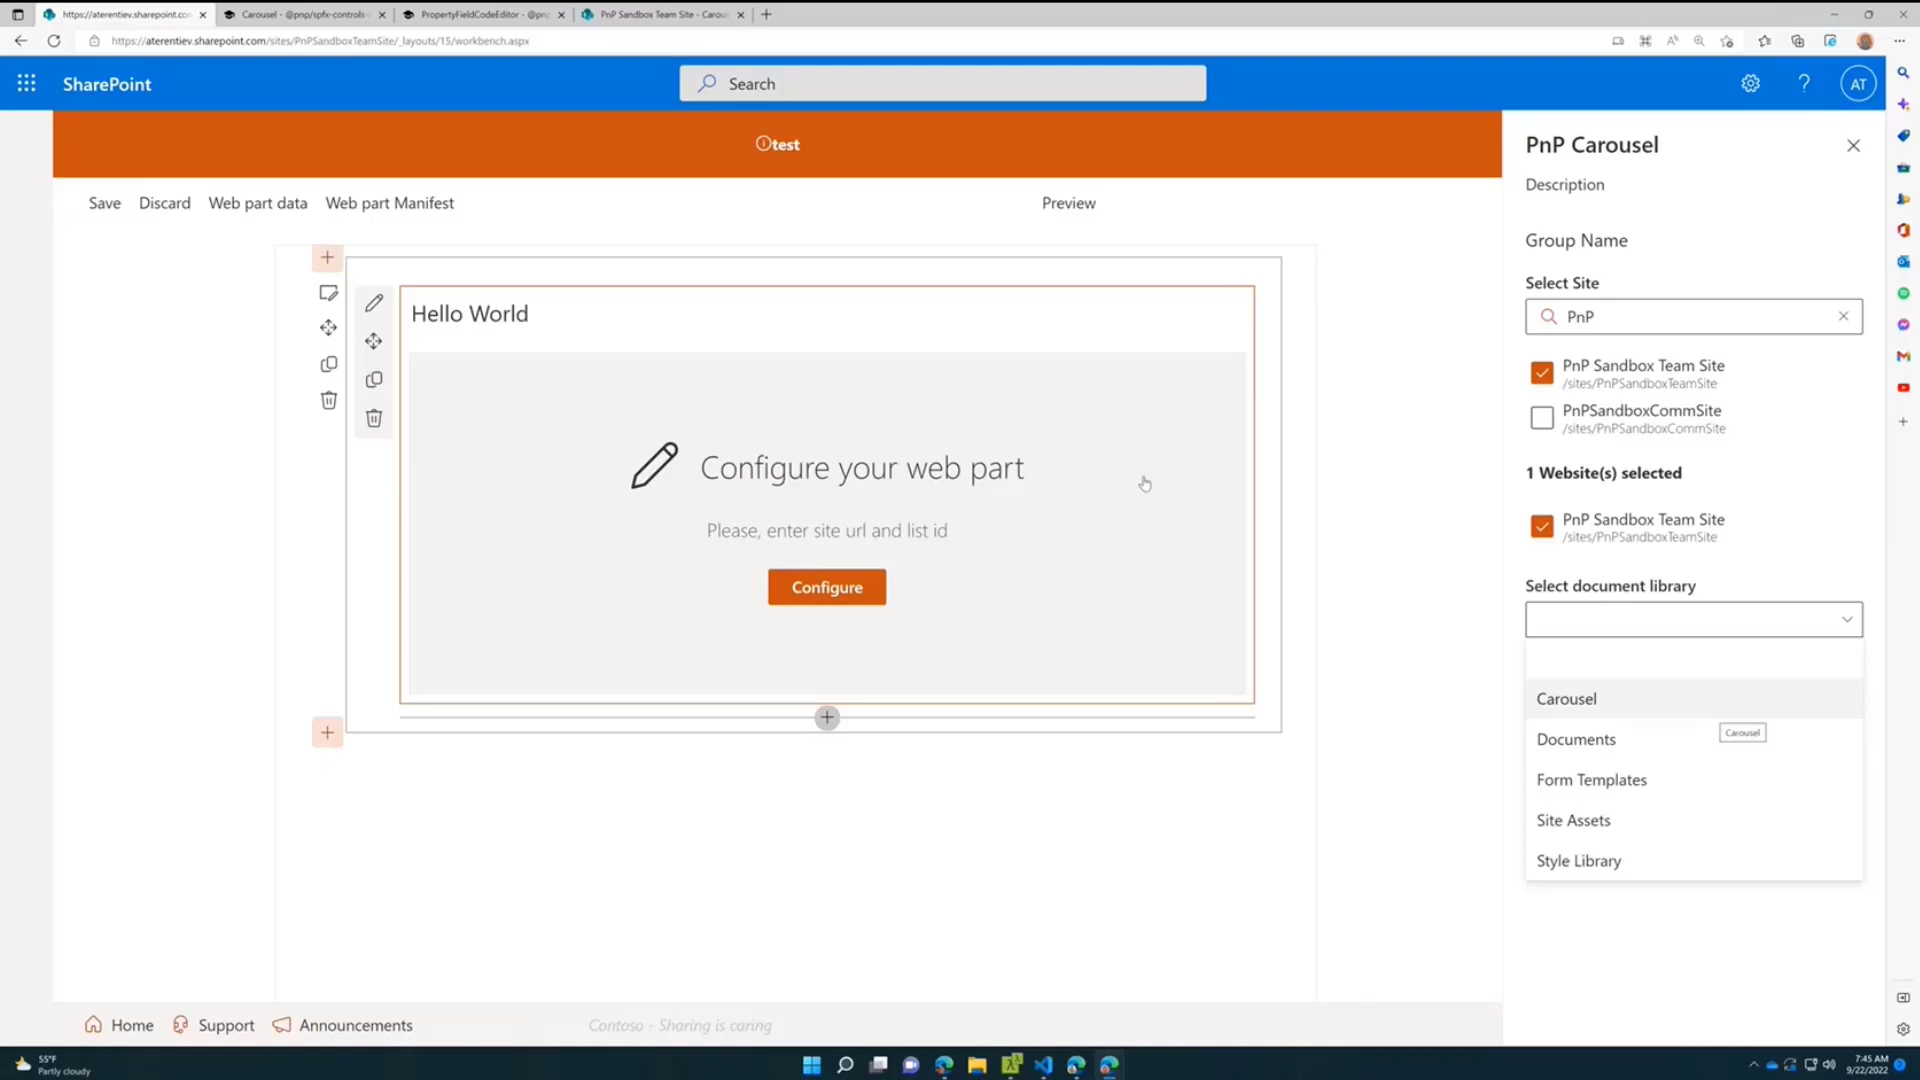 https://aterentiev.sharepoint.co
Carousel - @pnp/spfx-controls-
PropertyFieldCodeEditor - @pnp
PnP Sandbox Team Site - Carou
https://aterentiev.sharepoint.com/sites/PnPSandboxTeamSite/_layouts/15/workbench.aspx
SharePoint
Search
AT
test
PnP Carousel
Description
Save Discard Web part data Web part Manifest
Preview
Group Name
Select Site
PnP
Hello World
PnP Sandbox Team Site
/sites/PnPSandboxTeamSite
PnPSandboxCommSite
/sites/PnPSandboxCommSite
Configure your web part
1 Website(s) selected
Please, enter site url and list id
PnP Sandbox Team Site
/sites/PnPSandboxTeamSite
Configure
Select document library
Carousel
Carousel
Documents
Form Templates
Site Assets
Style Library
Home
Support
Announcements
Contoso - Sharing is caring
55°F
Partly cloudy
7:45 AM
9/22/2022